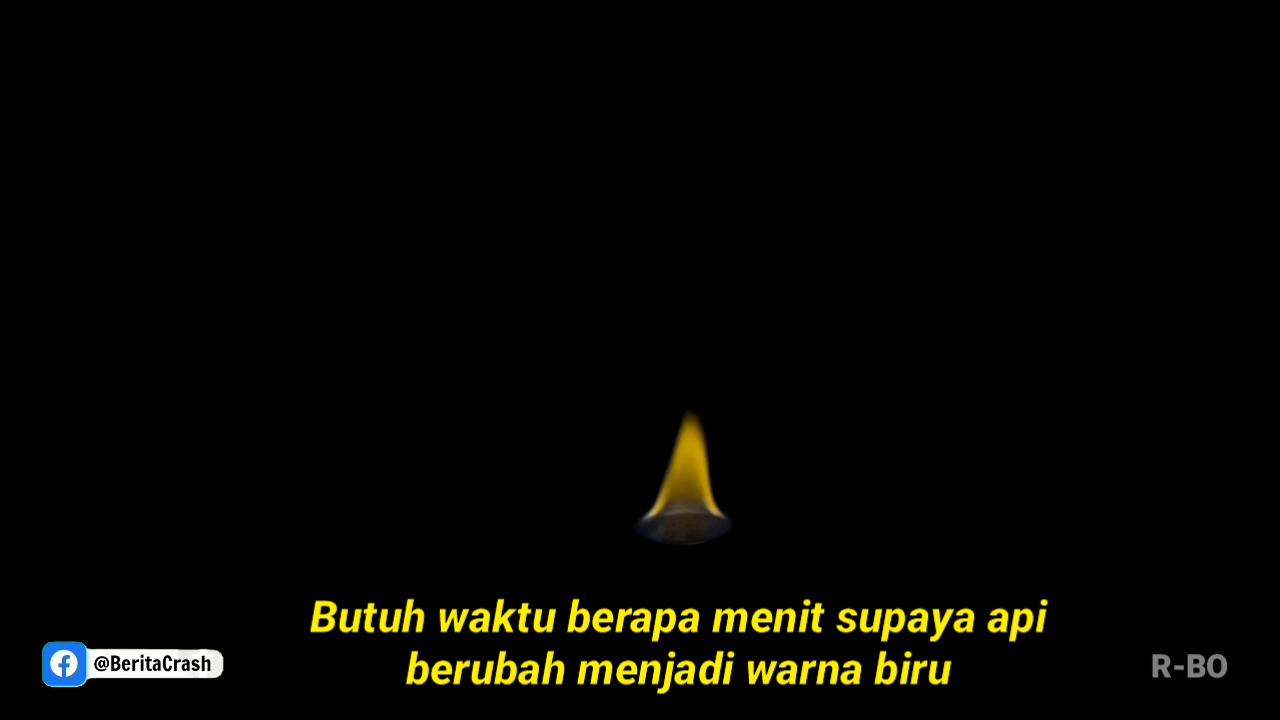 Butuh waktu berapa menit supaya api
berubah menjadi warna biru
@BeritaCrash
R-BO